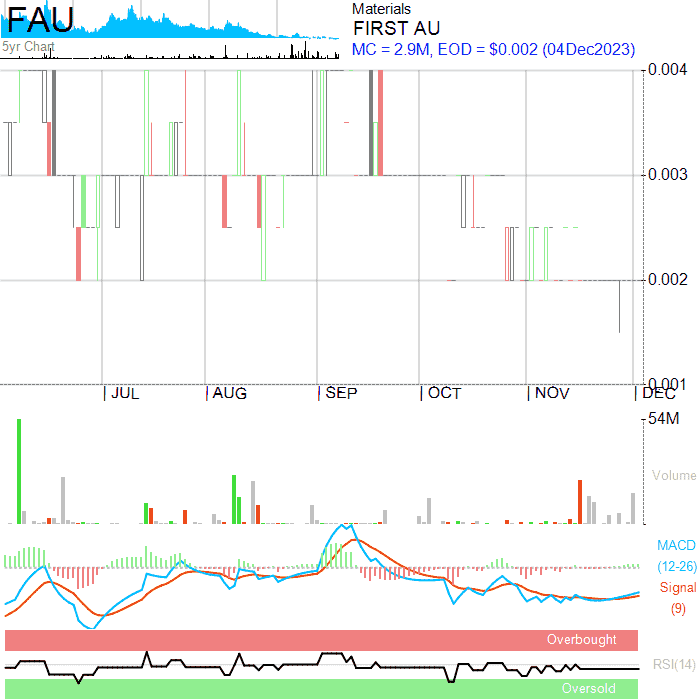 FAU
5yr Chart
Materials
FIRST AU
MC = 2.9M, EOD = $0.002 (04Dec2023)
0.004
0.003
0.002
0.001
JUL
AUG
SEP
OCT
NOV
DEC
54M
Volume
MACD
(12-26)
Signal
(9)
Overbought
RSI(14)
Oversold